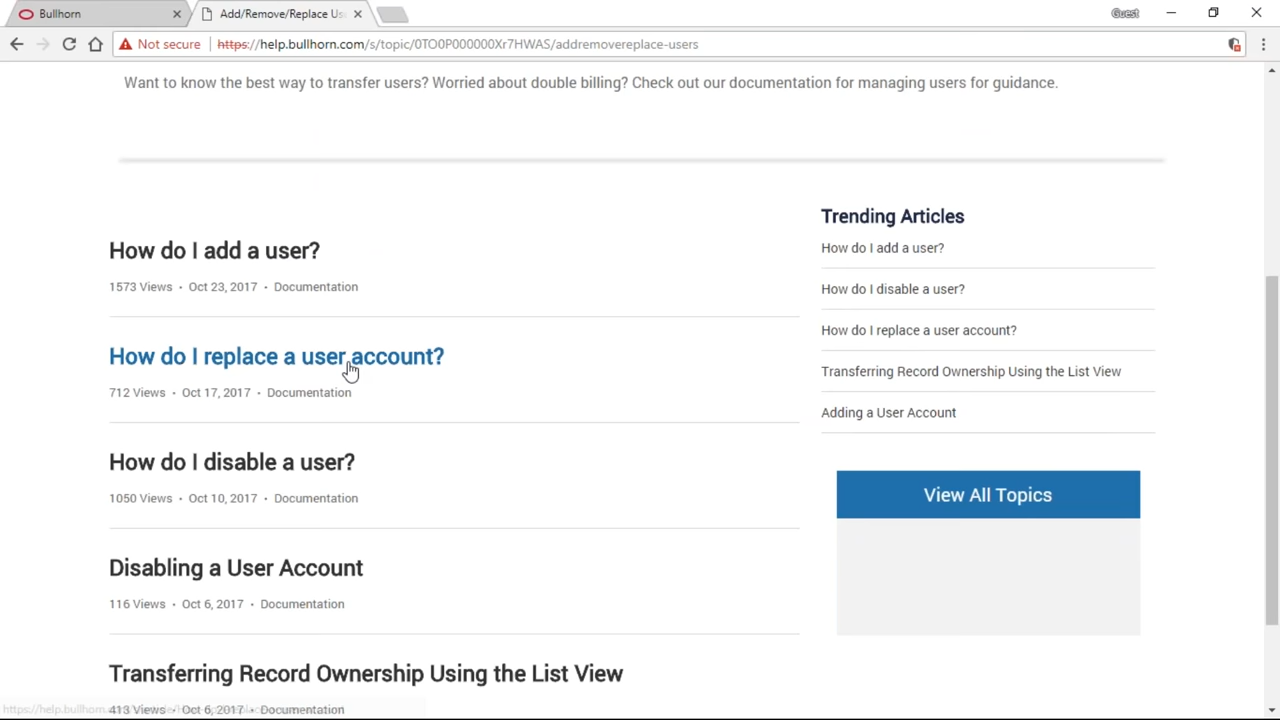 Bullhorn
Add/Remove/Replace Us
Guest
Not secure
https://help.bullhorn.com/s/topic/0TO0P000000Xr7HWAS/addremovereplace-users
Want to know the best way to transfer users? Worried about double billing? Check out our documentation for managing users for guidance.
How do I add a user?
1573 Views • Oct 23, 2017 • Documentation
How do I replace a user account?
712 Views • Oct 17, 2017 • Documentation
How do I disable a user?
1050 Views • Oct 10, 2017 • Documentation
Disabling a User Account
116 Views • Oct 6, 2017 • Documentation
Transferring Record Ownership Using the List View
413 Views • Oct 6, 2017 • Documentation
Trending Articles
How do I add a user?
How do I disable a user?
How do I replace a user account?
Transferring Record Ownership Using the List View
Adding a User Account
View All Topics